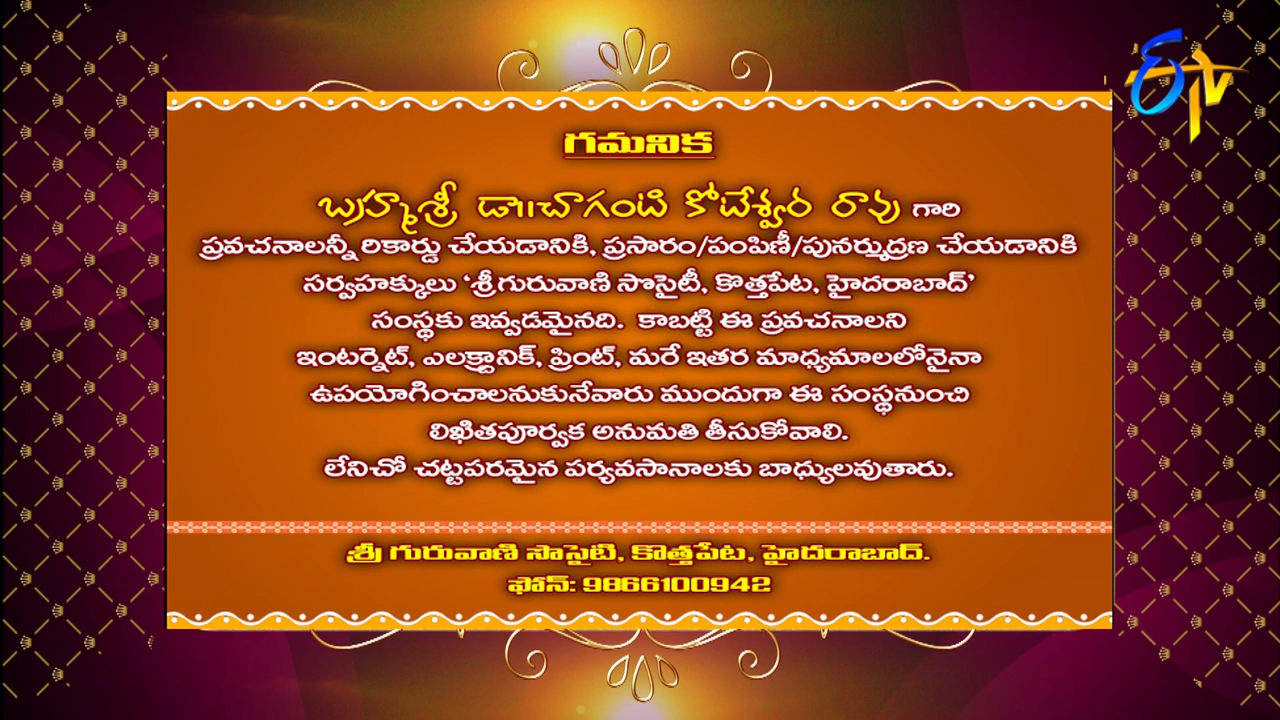 ఈTV
గమనిక
బ్రహ్మశ్రీ డా॥చాగంటి కోటేశ్వర రావు గారి
ప్రవచనాలన్నీ రికార్డు చేయడానికి, ప్రసారం/పంపిణీ/పునర్ముద్రణ చేయడానికి
సర్వహక్కులు ‘శ్రీగురువాణి సొసైటీ, కొత్తపేట, హైదరాబాద్’
సంస్థకు ఇవ్వడమైనది. కాబట్టి ఈ ప్రవచనాలని
ఇంటర్నెట్, ఎలక్ట్రానిక్, ప్రింట్, మరే ఇతర మాధ్యమాలలోనైనా
ఉపయోగించాలనుకునేవారు ముందుగా ఈ సంస్థనుంచి
లిఖితపూర్వక అనుమతి తీసుకోవాలి.
లేనిచో చట్టపరమైన పర్యవసానాలకు బాధ్యులవుతారు.
శ్రీ గురువాణి సొసైటి, కొత్తపేట, హైదరాబాద్.
ఫోన్: 9866100942